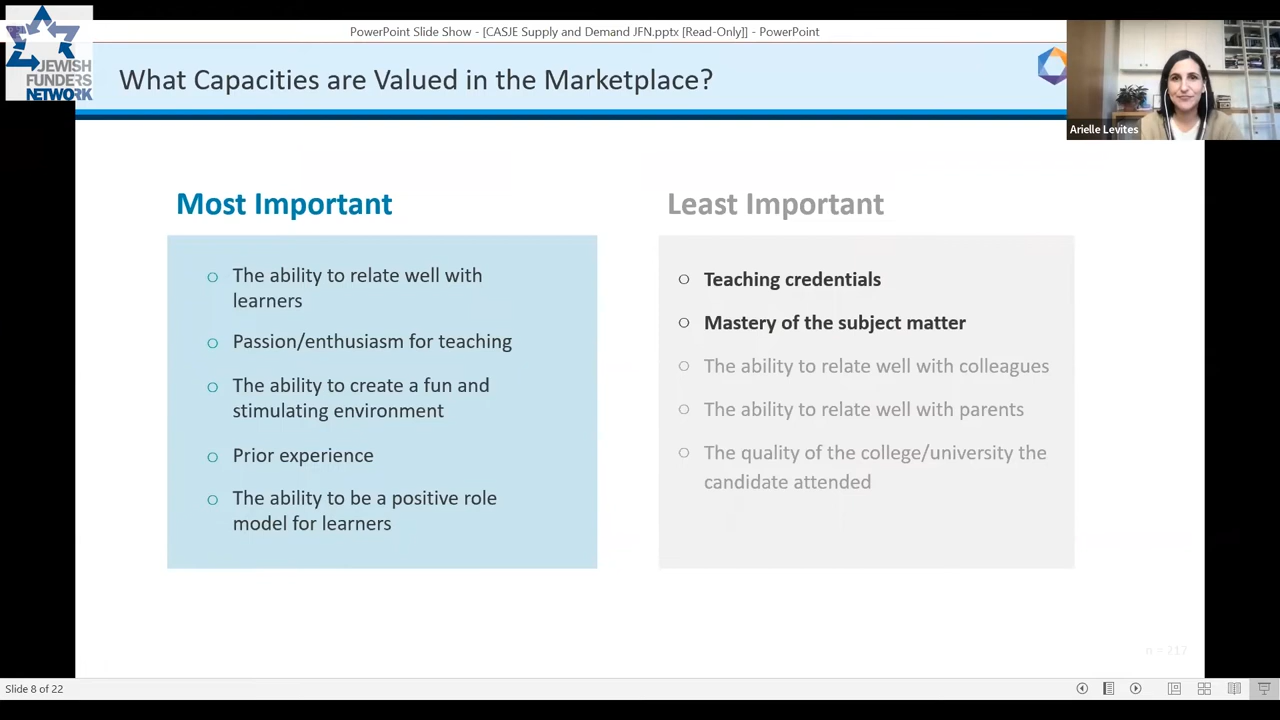 PowerPoint Slide Show - [CASJE Supply and Demand JFN.pptx [Read-Only]] - PowerPoint
JEWISH
FUNDERS
NETWORK
What Capacities are Valued in the Marketplace?
Arielle Levites
Most Important
The ability to relate well with
learners
Passion/enthusiasm for teaching
The ability to create a fun and
stimulating environment
Prior experience
The ability to be a positive role
model for learners
Least Important
Teaching credentials
Mastery of the subject matter
The ability to relate well with colleagues
The ability to relate well with parents
The quality of the college/university the
candidate attended
n = 217
Slide 8 of 22